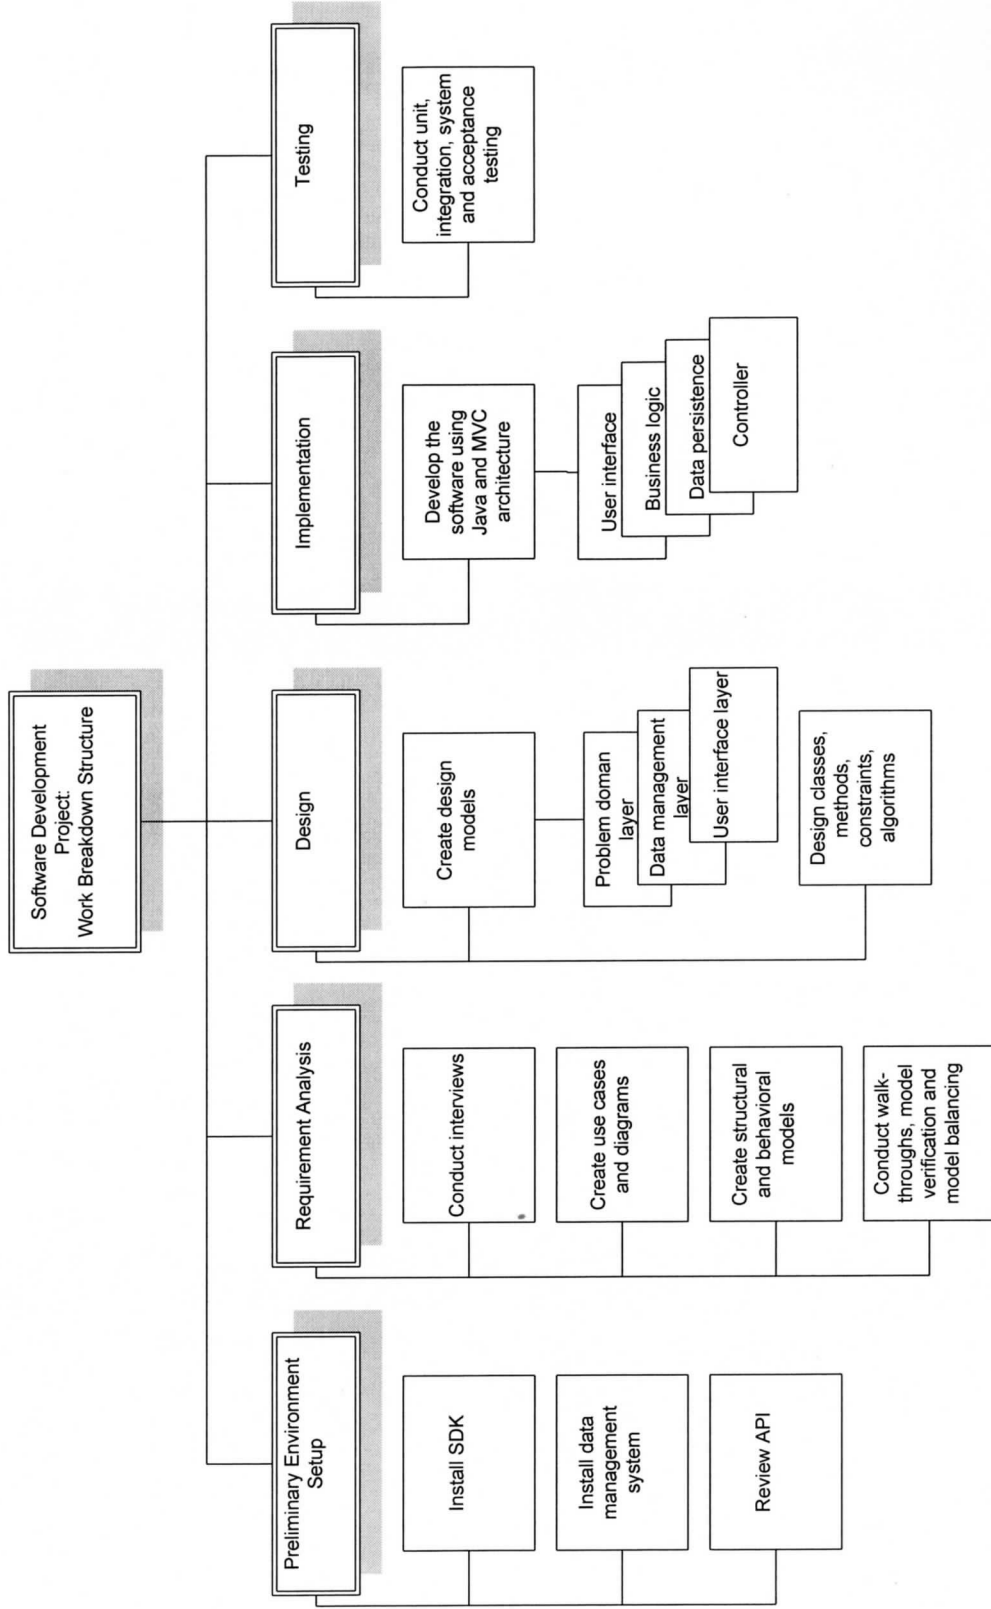 Software Development
Project:
Work Breakdown Structure
Preliminary Environment
Setup
Install SDK
Install data
management
system
Review API
Requirement Analysis
Conduct interviews
Create use cases
and diagrams
Create structural
and behavioral
models
Conduct walk-
throughs, model
verification and
model balancing
Design
Create design
models
Problem doman
layer
Data management
layer
User interface layer
Design classes,
methods,
constraints,
algorithms
Implementation
Develop the
software using
Java and MVC
architecture
User interface
Business logic
Data persistence
Controller
Testing
Conduct unit,
integration, system
and acceptance
testing